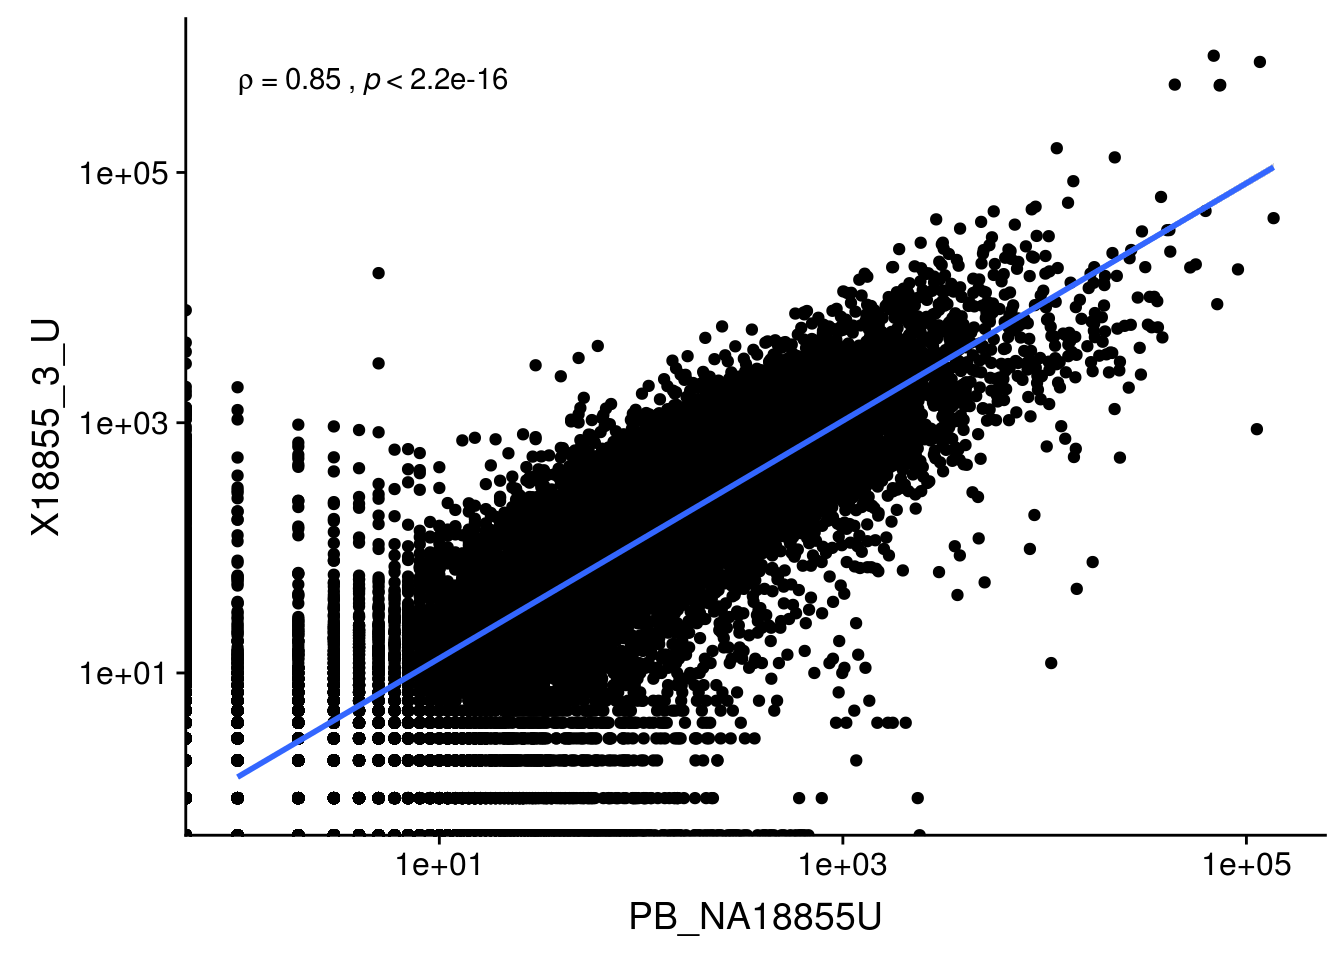 ρ = 0.85 , p < 2.2e-16
1e+05
1e+03
1e+01
X18855_3_U
1e+01 1e+03 1e+05
PB_NA18855U